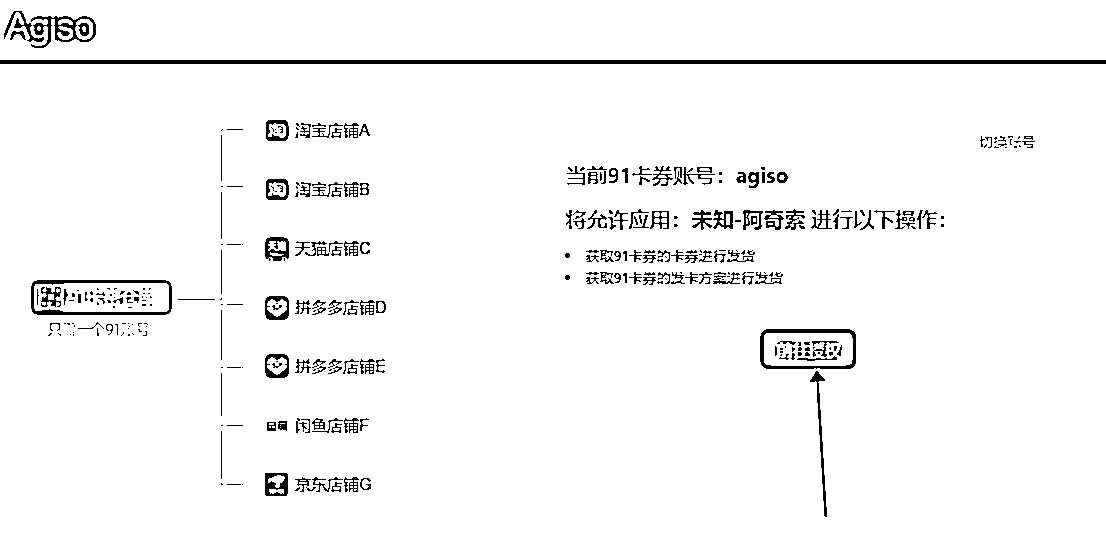 Agiso
淘宝店铺A
淘宝店铺B
天猫店铺C
拼多多店铺D
拼多多店铺E
闲鱼店铺F
京东店铺G
只需一个91账号
切换账号
当前91卡券账号：agiso
将允许应用：未知-阿奇索 进行以下操作：
• 获取91卡券的卡券进行发货
• 获取91卡券的发卡方案进行发货
前往授权